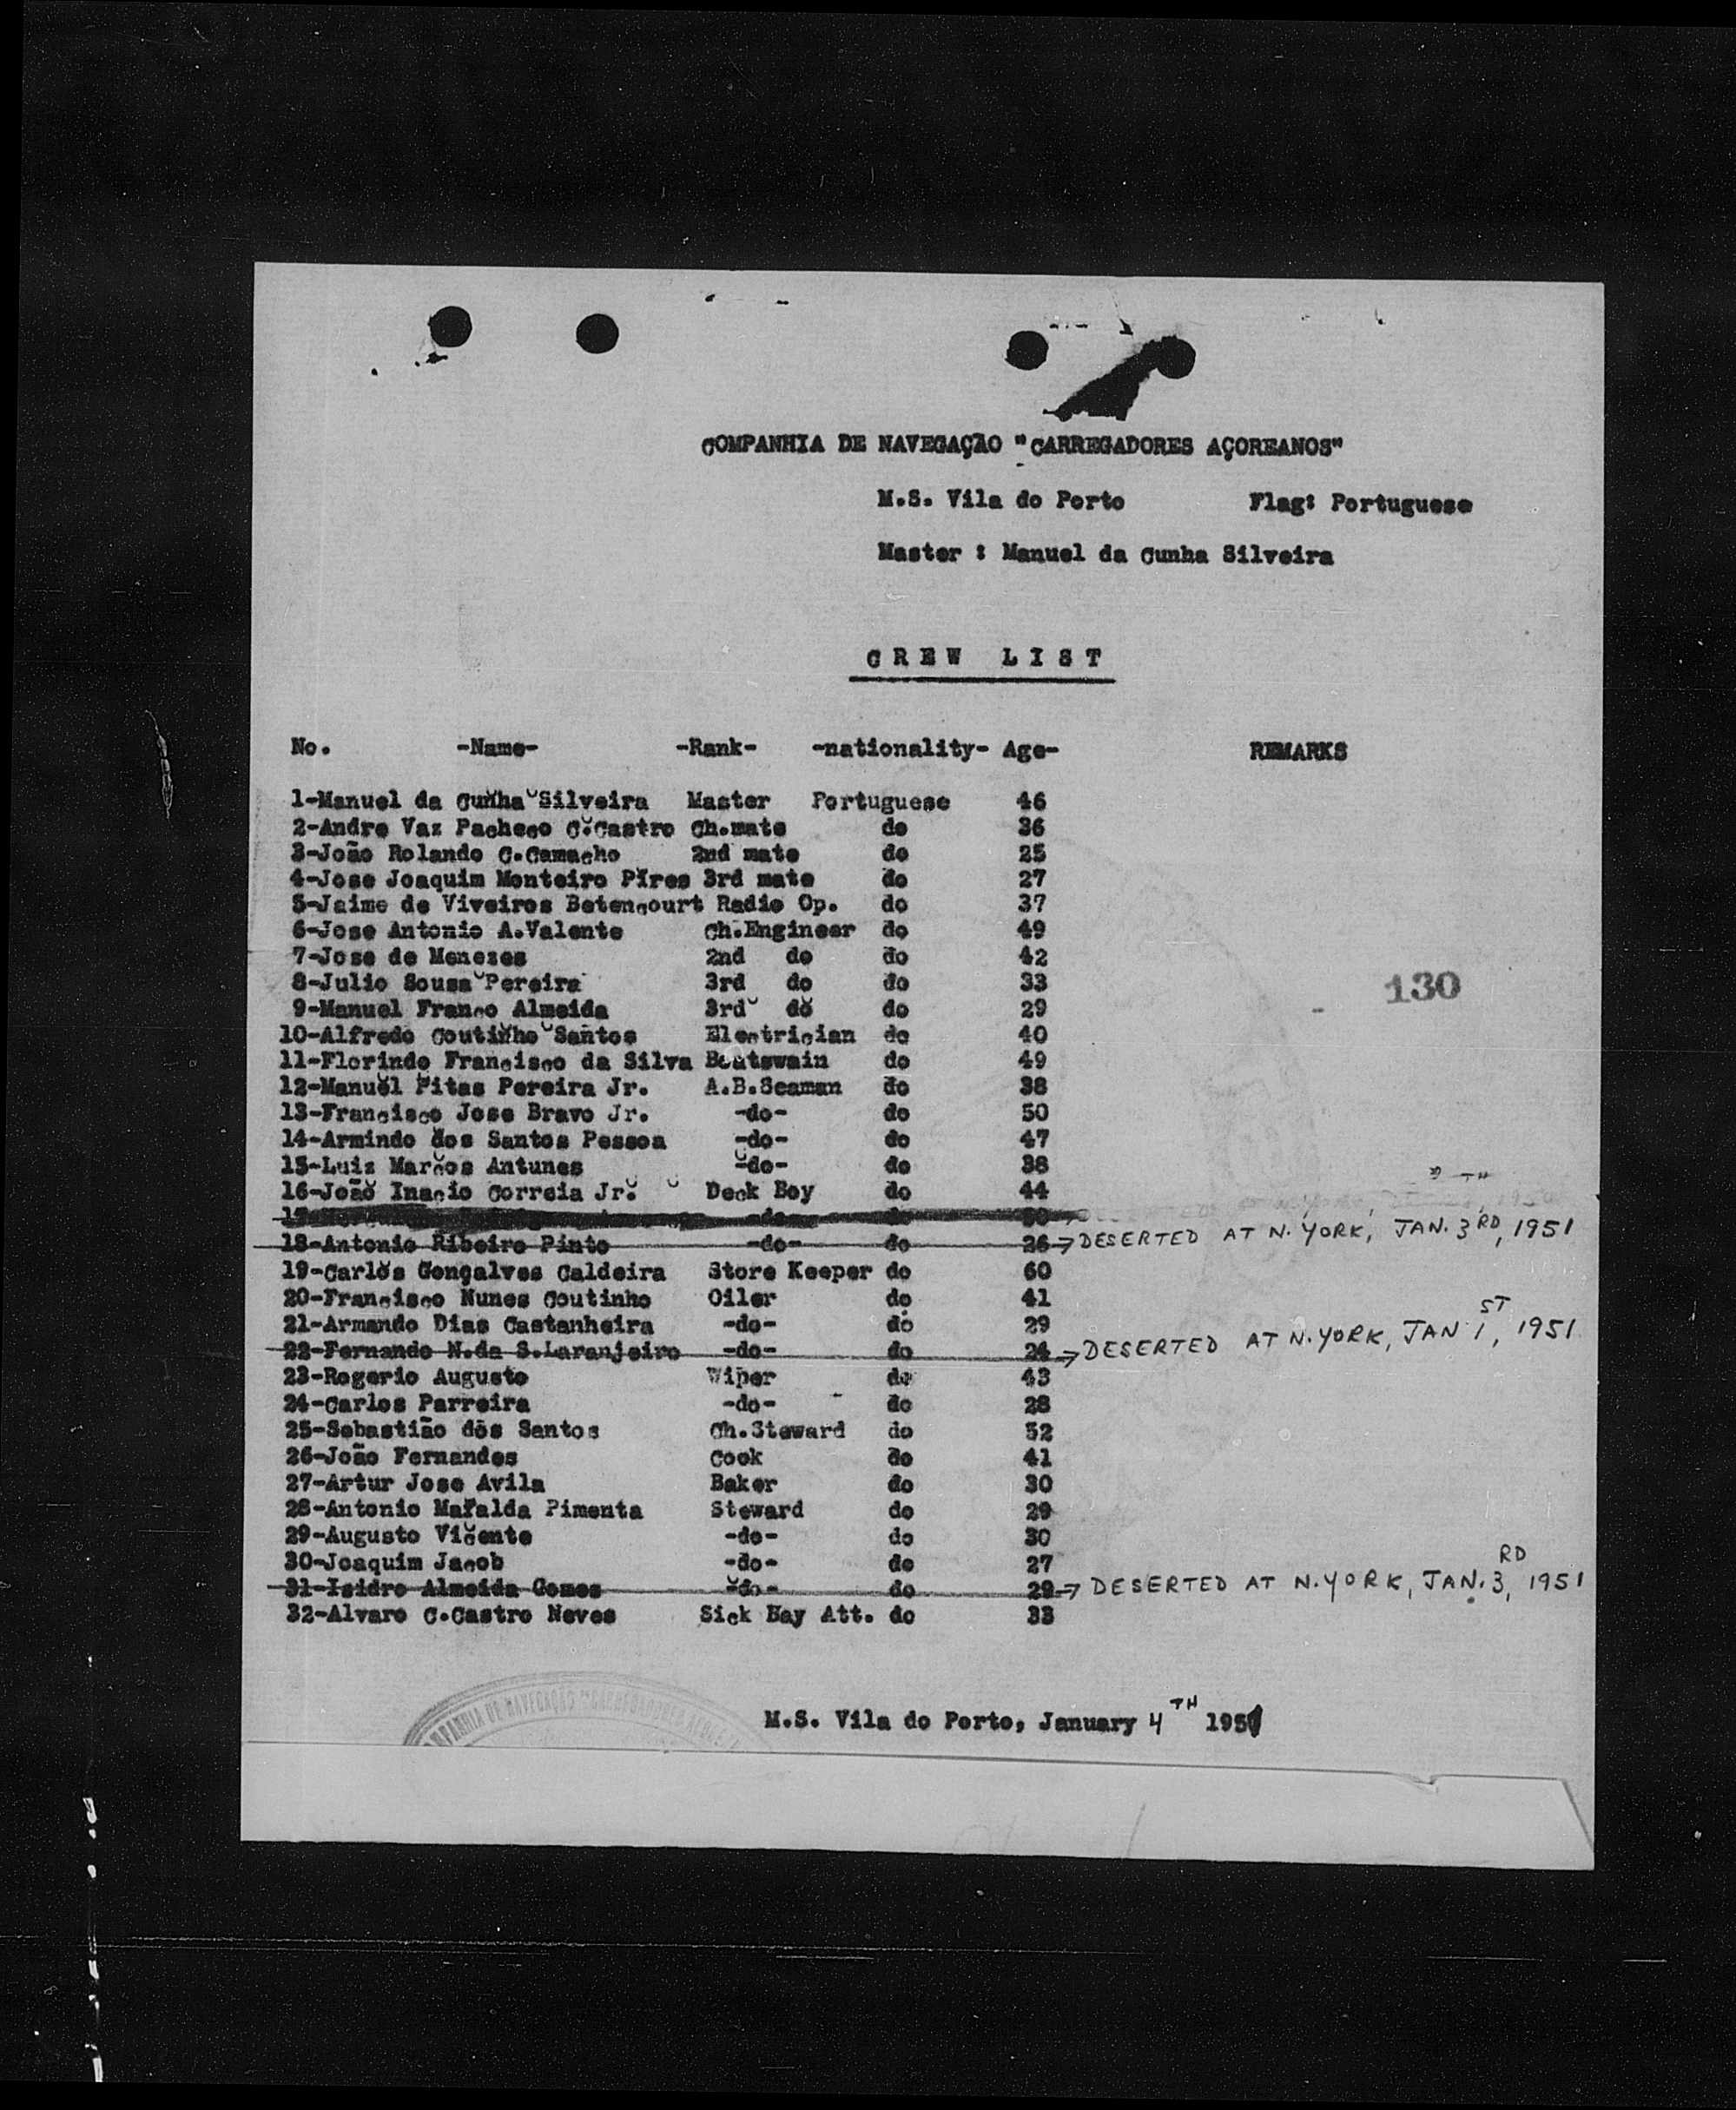 COMPANHIA DE NAVEGAÇÃO "CARREGADORES AÇOREANOS"
M.S. Vila do Porto Flag: Portuguese
Master : Manuel da Cunha Silveira
CREW LIST
No. -Name- -Rank- -nationality- Age- REMARKS
1-Manuel da Cunha Silveira Master Portuguese 46
2-Andre Vaz Pacheco C.Castro Ch.mate do 36
3-João Rolando C.Camacho 2nd mate do 25
4-Jose Joaquim Monteiro Pires 3rd mate do 27
5-Jaime de Viveiros Betencourt Radio Op. do 37
6-Jose Antonio A.Valente Ch.Engineer do 49
7-Jose de Menezes 2nd do do 42
8-Julio Sousa Pereira 3rd do do 33
130
9-Manuel Franco Almeida 3rd do do 29
10-Alfredo Coutinho Santos Electrician do 40
11-Florindo Francisco da Silva Boatswain do 49
12-Manuel Pitas Pereira Jr. A.B.Seaman do 38
13-Francisco Jose Bravo Jr. -do- do 50
14-Armindo dos Santos Pessoa -do- do 47
15-Luiz Marcos Antunes -do- do 38
16-João Inacio Correia Jr. Deck Boy do 44
17- -do- do
18-Antonio Ribeiro Pinto -do- do 26→DESERTED AT N. YORK, JAN. 3RD, 1951
19-Carlos Gonçalves Caldeira Store Keeper do 60
20-Francisco Nunes Coutinho Oiler do 41
21-Armando Dias Castanheira -do- do 29
22-Fernando N.da S.Laranjeiro -do- do 24→DESERTED AT N.YORK, JAN 1ST, 1951
23-Rogerio Augusto Wiper do 43
24-Carlos Parreira -do- do 28
25-Sebastião dos Santos Ch.Steward do 52
26-João Fernandes Cook do 41
27-Artur Jose Avila Baker do 30
28-Antonio Mafalda Pimenta Steward do 29
29-Augusto Vicente -do- do 30
30-Joaquim Jacob -do- do 27
31-Isidro Almeida Gomes -do- do 29→DESERTED AT N.YORK, JAN. 3RD, 1951
32-Alvaro C.Castro Neves Sick Bay Att. do 33
M.S. Vila do Porto, January 4TH 1951
COMPANHIA DE NAVEGAÇÃO "CARREGADORES